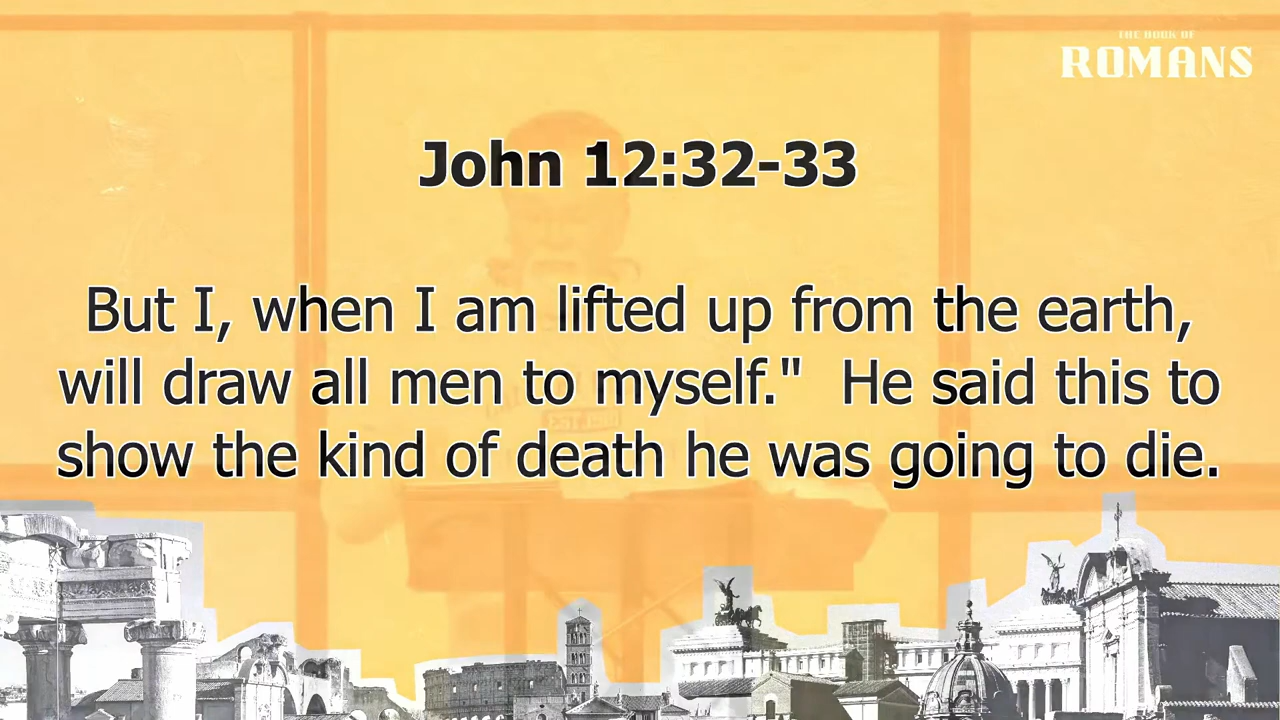 THE BOOK OF
ROMANS
John 12:32-33
But I, when I am lifted up from the earth,
will draw all men to myself."  He said this to
show the kind of death he was going to die.